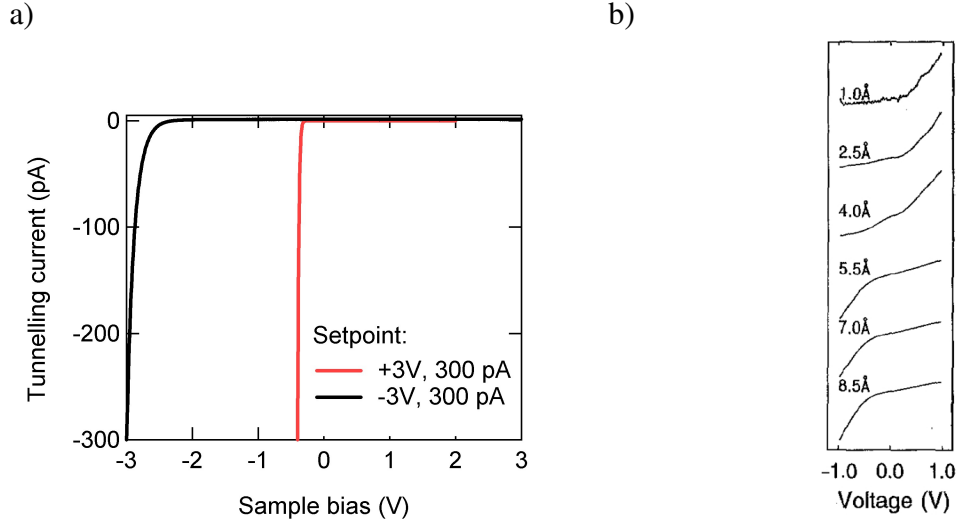 a)
b)
0
-100
-200
-300
Tunnelling current (pA)
Setpoint:
+3V, 300 pA
-3V, 300 pA
-3
-2
-1
0
1
2
3
Sample bias (V)
1.0Å
2.5Å
4.0Å
5.5Å
7.0Å
8.5Å
-1.0 0.0 1.0
Voltage (V)